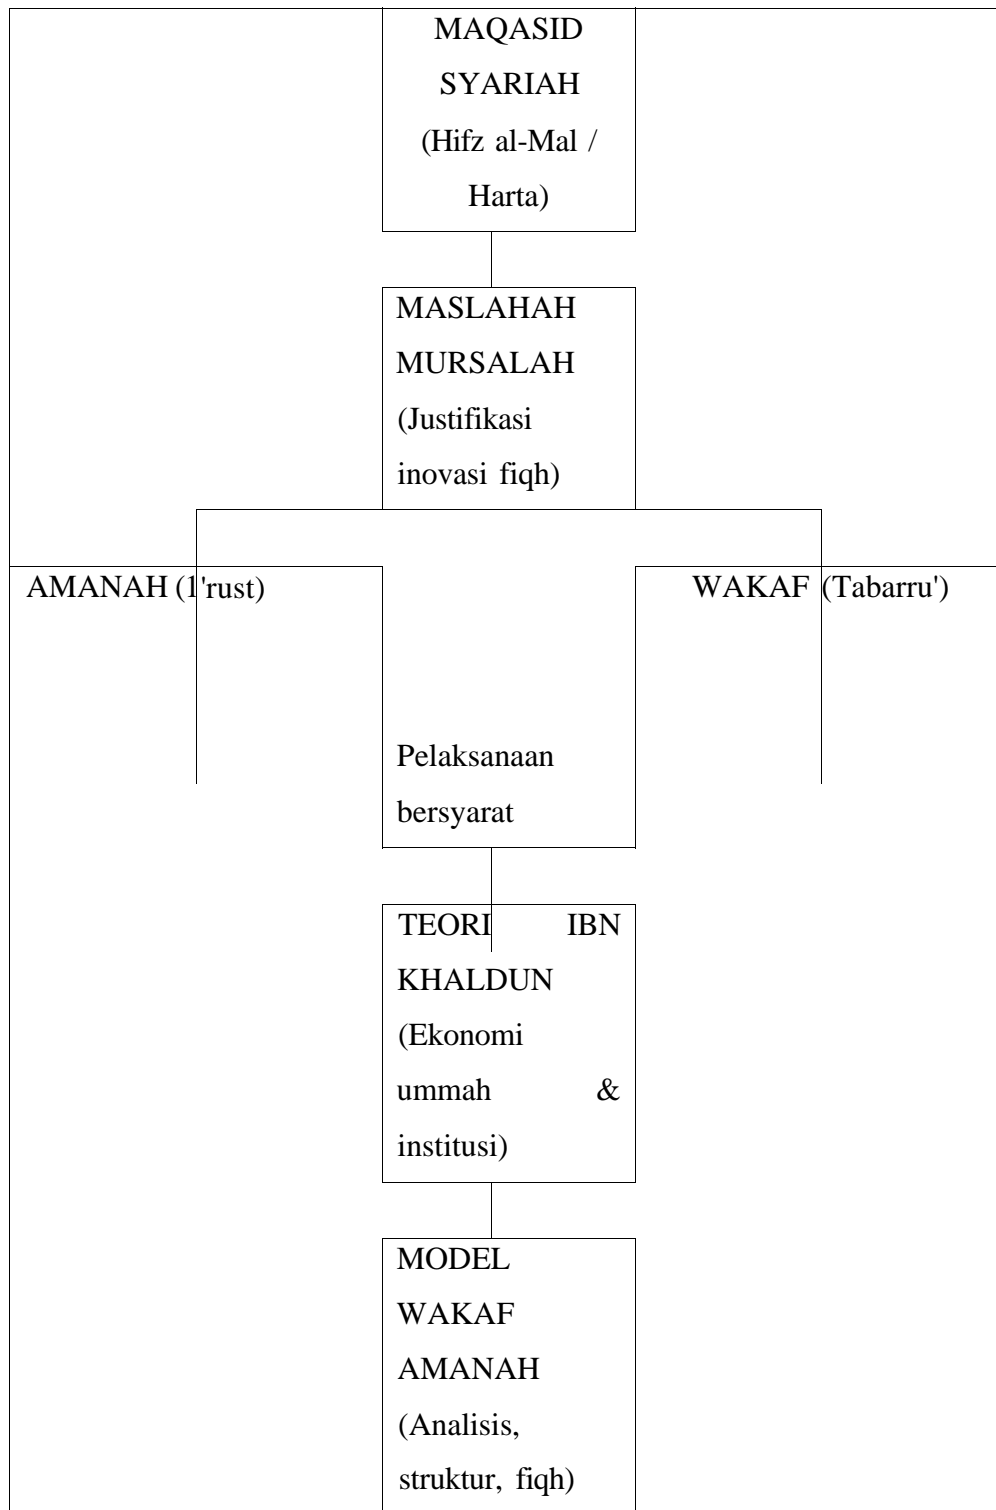 MAQASID
SYARIAH
(Hifz al-Mal /
Harta)
MASLAHAH
MURSALAH
(Justifikasi
inovasi fiqh)
AMANAH (1'rust)
WAKAF (Tabarru')
Pelaksanaan
bersyarat
TEORI IBN
KHALDUN
(Ekonomi
ummah &
institusi)
MODEL
WAKAF
AMANAH
(Analisis,
struktur, fiqh)